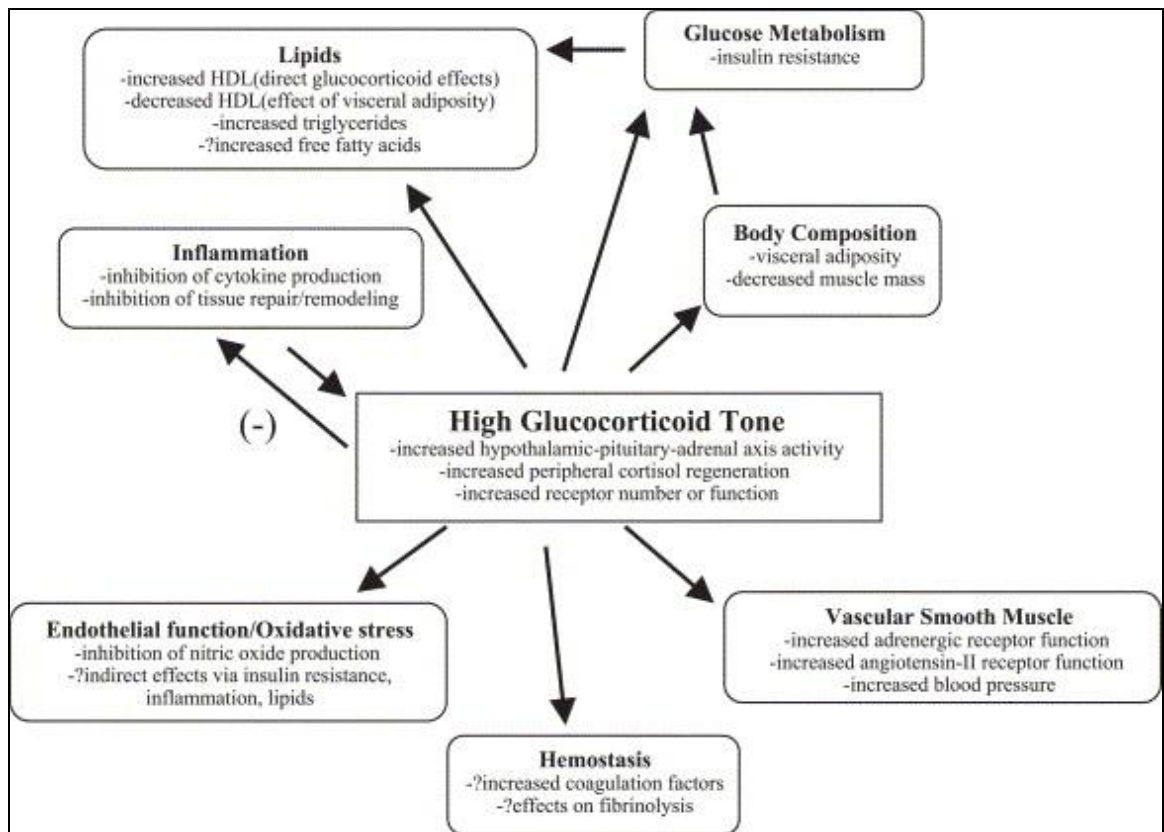 Glucose Metabolism
-insulin resistance
Lipids
-increased HDL(direct glucocorticoid effects)
-decreased HDL(effect of visceral adiposity)
-increased triglycerides
-?increased free fatty acids
Body Composition
-visceral adiposity
-decreased muscle mass
Inflammation
-inhibition of cytokine production
-inhibition of tissue repair/remodeling
(-)
High Glucocorticoid Tone
-increased hypothalamic-pituitary-adrenal axis activity
-increased peripheral cortisol regeneration
-increased receptor number or function
Endothelial function/Oxidative stress
-inhibition of nitric oxide production
-?indirect effects via insulin resistance,
inflammation, lipids
Vascular Smooth Muscle
-increased adrenergic receptor function
-increased angiotensin-II receptor function
-increased blood pressure
Hemostasis
-?increased coagulation factors
-?effects on fibrinolysis